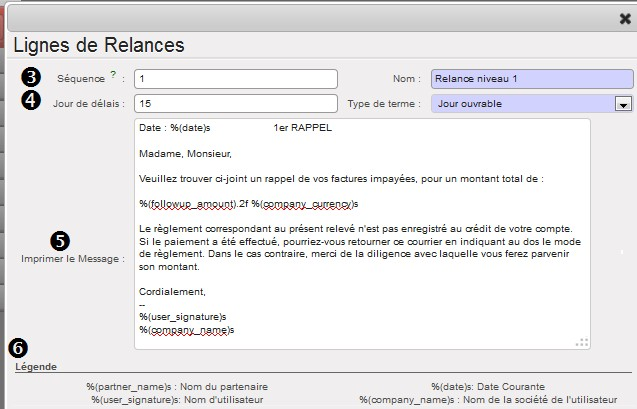 Lignes de Relances
3 Séquence ? : 1 Nom : Relance niveau 1
4 Jour de délais : 15 Type de terme : Jour ouvrable
Date : %(date)s 1er RAPPEL
Madame, Monsieur,
Veuillez trouver ci-joint un rappel de vos factures impayées, pour un montant total de :
%(followup_amount).2f %(company_currency)s
Le règlement correspondant au présent relevé n'est pas enregistré au crédit de votre compte.
Si le paiement a été effectué, pourriez-vous retourner ce courrier en indiquant au dos le mode
de règlement. Dans le cas contraire, merci de la diligence avec laquelle vous ferez parvenir
son montant.
5 Imprimer le Message :
Cordialement,
--
%(user_signature)s
%(company_name)s
6
Légende
%(partner_name)s : Nom du partenaire %(date)s: Date Courante
%(user_signature)s: Nom d'utilisateur %(company_name)s : Nom de la société de l'utilisateur